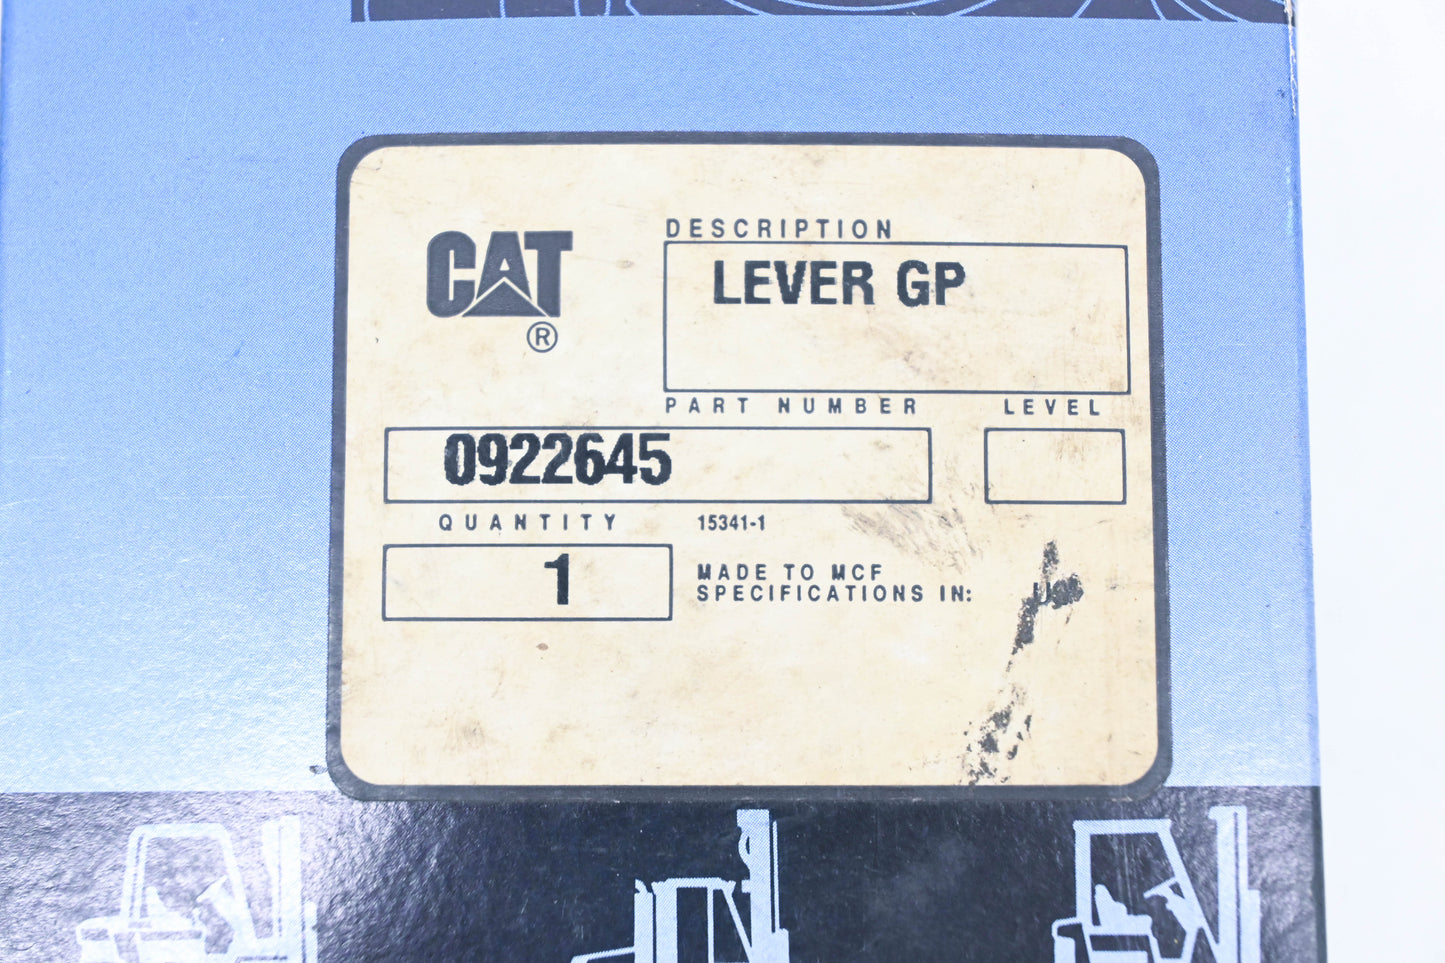 CAT®
DESCRIPTION
LEVER GP
PART NUMBER LEVEL
0922645
QUANTITY 15341-1
1
MADE TO MCF
SPECIFICATIONS IN: